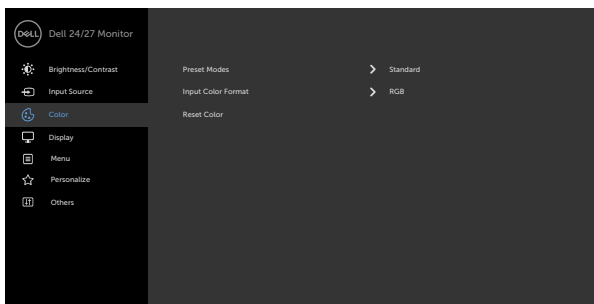 DELL
Dell 24/27 Monitor
Brightness/Contrast
Preset Modes
Standard
Input Source
Input Color Format
RGB
Color
Reset Color
Display
Menu
Personalize
Others